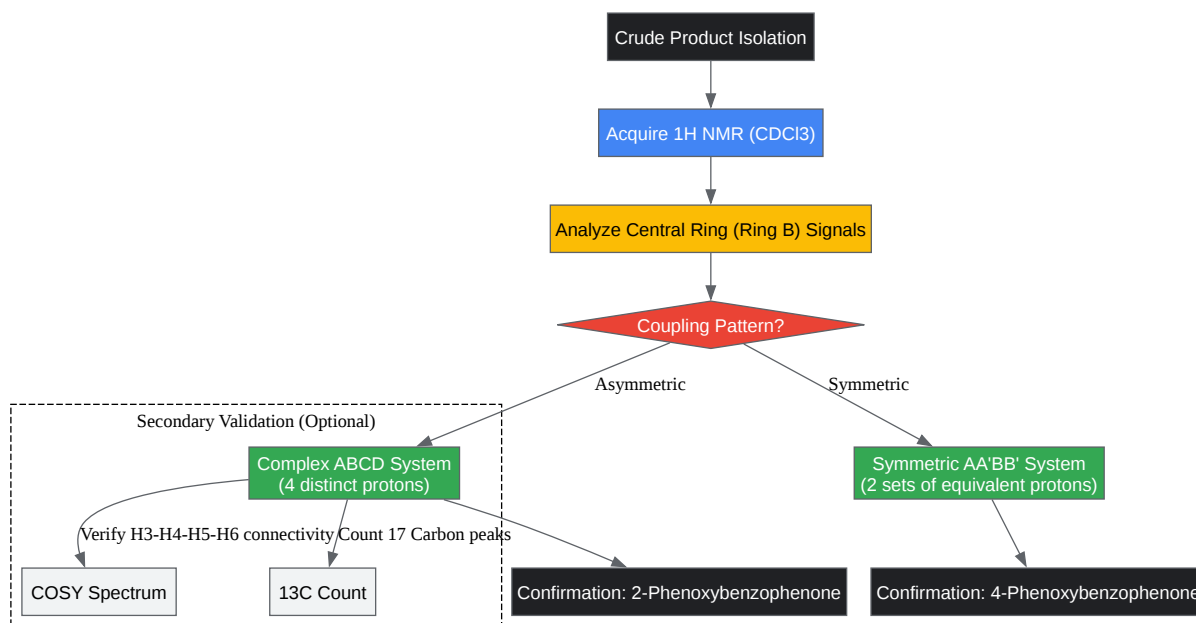 Crude Product Isolation
Acquire 1H NMR (CDCl3)
Analyze Central Ring (Ring B) Signals
Coupling Pattern?
Asymmetric
Symmetric
Secondary Validation (Optional)
Complex ABCD System
(4 distinct protons)
Symmetric AA'BB' System
(2 sets of equivalent protons)
Verify H3-H4-H5-H6 connectivity
Count 17 Carbon peaks
COSY Spectrum
13C Count
Confirmation: 2-Phenoxybenzophenone
Confirmation: 4-Phenoxybenzophenone